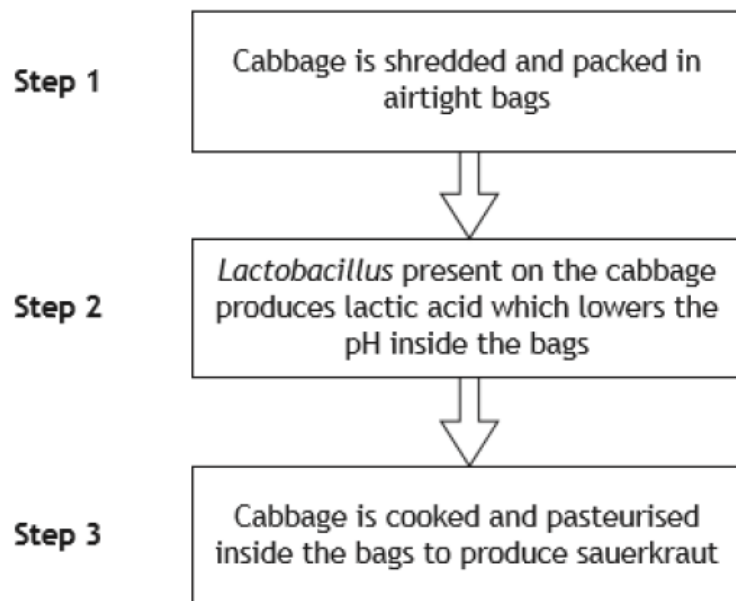 Step 1
Cabbage is shredded and packed in
airtight bags
Step 2
Lactobacillus present on the cabbage
produces lactic acid which lowers the
pH inside the bags
Step 3
Cabbage is cooked and pasteurised
inside the bags to produce sauerkraut